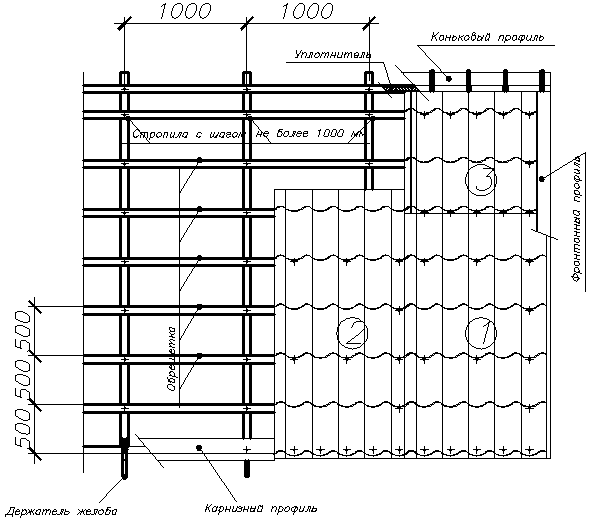 1000 1000
Коньковый профиль
Уплотнитель
Стропила с шагом не более 1000 мм
3
Фронтонный профиль
Обрешетка
2 1
500
500
500
Держатель желоба
Карнизный профиль